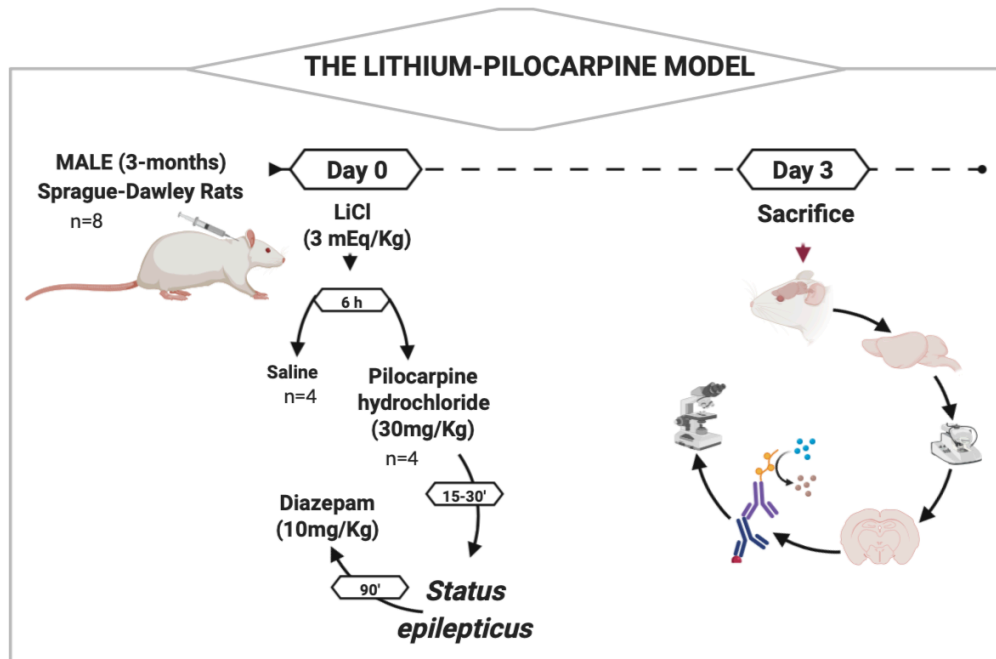 THE LITHIUM-PILOCARPINE MODEL
MALE (3-months)
Sprague-Dawley Rats
n=8
Day 0
LiCl
(3 mEq/Kg)
6 h
Saline
n=4
Pilocarpine
hydrochloride
(30mg/Kg)
n=4
15-30'
Status
epilepticus
90'
Diazepam
(10mg/Kg)
Day 3
Sacrifice